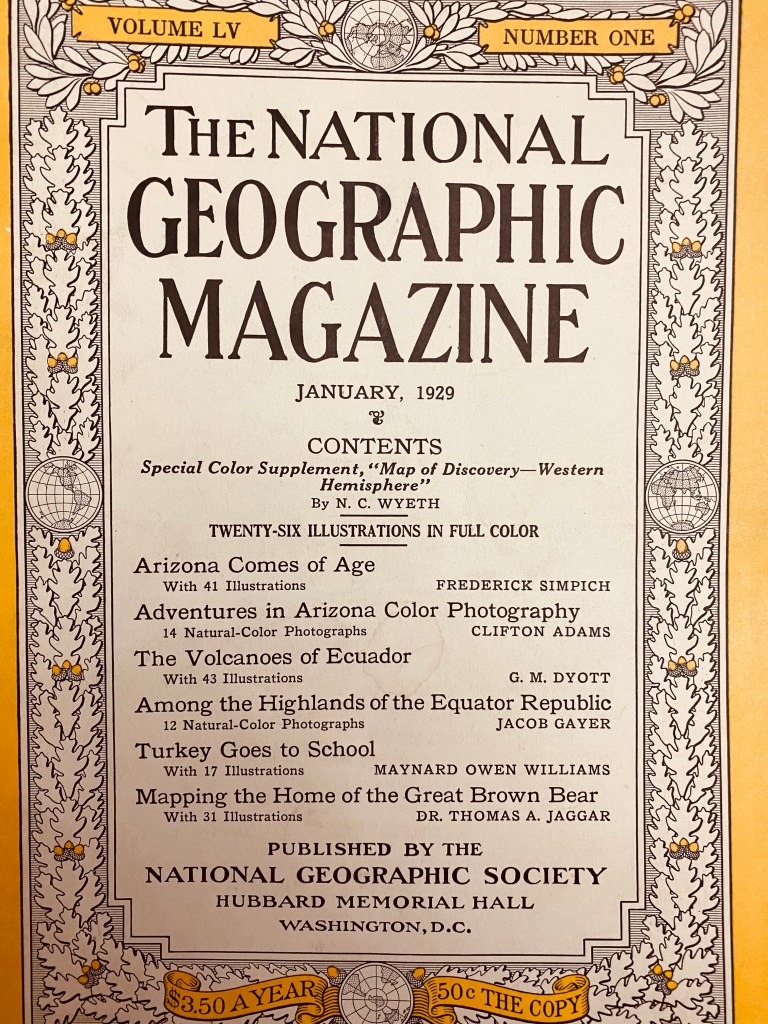 VOLUME LV
NUMBER ONE
THE NATIONAL
GEOGRAPHIC
MAGAZINE
JANUARY, 1929
CONTENTS
Special Color Supplement, “Map of Discovery—Western
Hemisphere”
By N. C. WYETH
TWENTY-SIX ILLUSTRATIONS IN FULL COLOR
Arizona Comes of Age
With 41 Illustrations FREDERICK SIMPICH
Adventures in Arizona Color Photography
14 Natural-Color Photographs CLIFTON ADAMS
The Volcanoes of Ecuador
With 43 Illustrations G. M. DYOTT
Among the Highlands of the Equator Republic
12 Natural-Color Photographs JACOB GAYER
Turkey Goes to School
With 17 Illustrations MAYNARD OWEN WILLIAMS
Mapping the Home of the Great Brown Bear
With 31 Illustrations DR. THOMAS A. JAGGAR
PUBLISHED BY THE
NATIONAL GEOGRAPHIC SOCIETY
HUBBARD MEMORIAL HALL
WASHINGTON, D.C.
$3.50 A YEAR
50c THE COPY